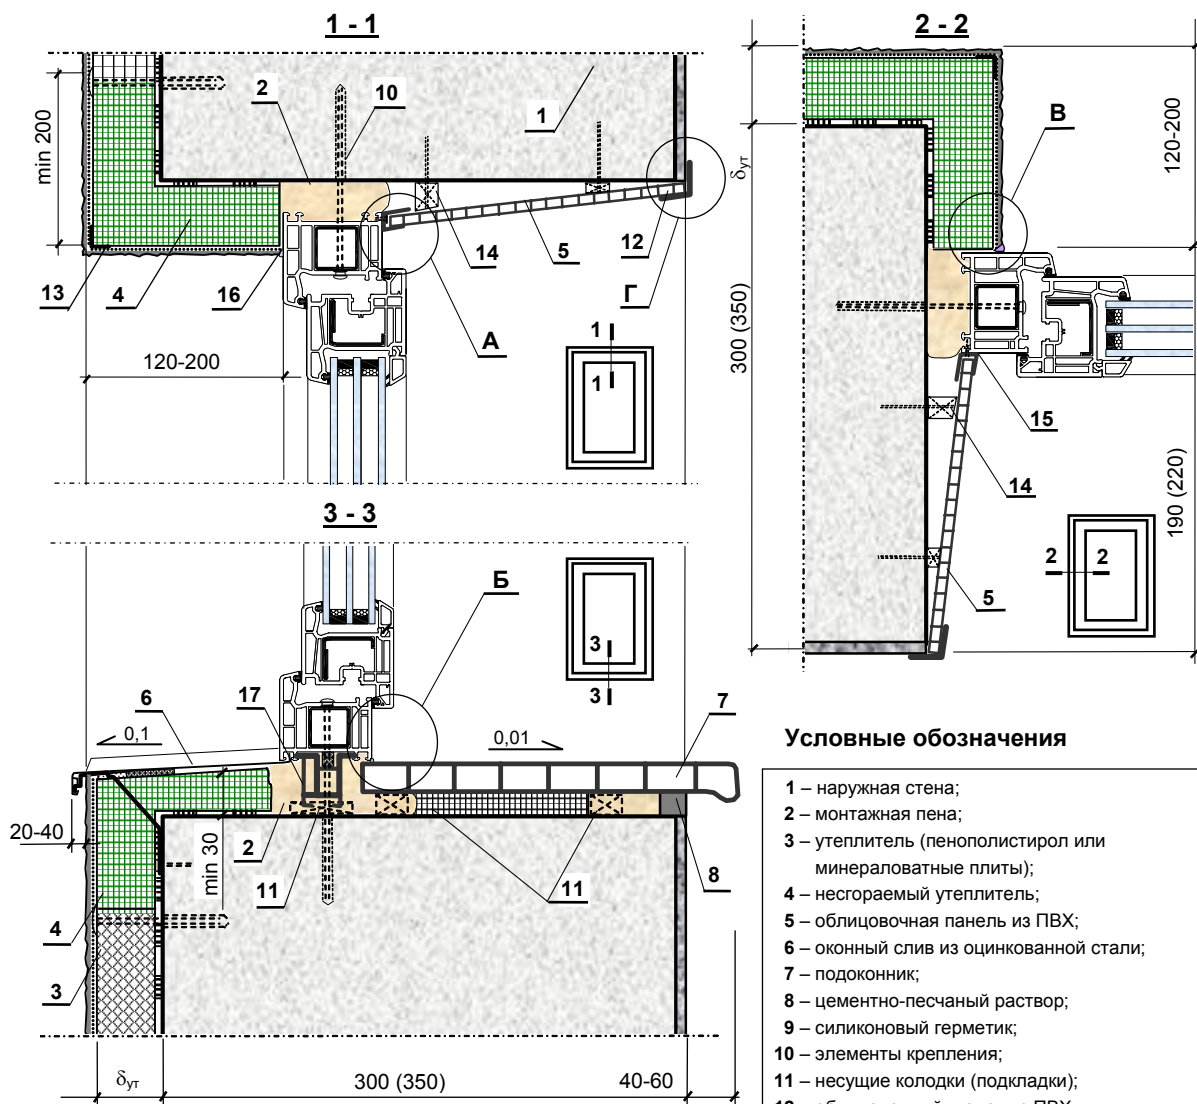 1 - 1
2
10
1
min 200
13
4
16
14
5
12
Г
А
120-200
1
1
2 - 2
В
δут
300 (350)
120-200
190 (220)
15
14
5
2
2
3 - 3
Б
6
17
0,1
0,01
7
3
3
20-40
min 30
2
11
11
8
4
3
δут
300 (350)
40-60
Условные обозначения
1 – наружная стена;
2 – монтажная пена;
3 – утеплитель (пенополистирол или
минераловатные плиты);
4 – несгораемый утеплитель;
5 – облицовочная панель из ПВХ;
6 – оконный слив из оцинкованной стали;
7 – подоконник;
8 – цементно-песчаный раствор;
9 – силиконовый герметик;
10 – элементы крепления;
11 – несущие колодки (подкладки);